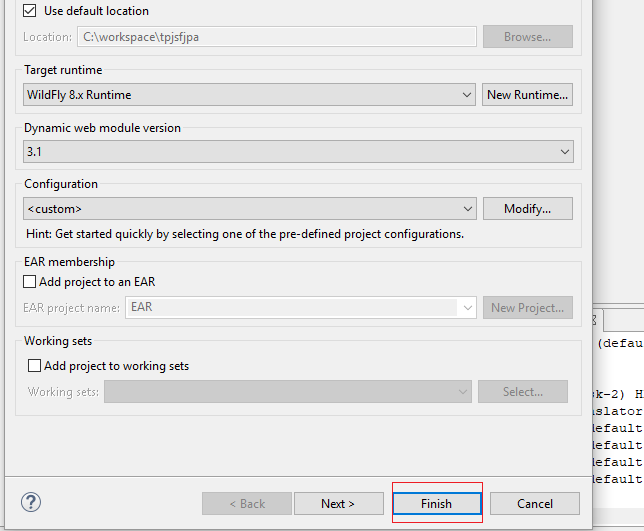 Use default location
Location: C:\workspace\tpjsfjpa Browse...
Target runtime
WildFly 8.x Runtime New Runtime...
Dynamic web module version
3.1
Configuration
<custom> Modify...
Hint: Get started quickly by selecting one of the pre-defined project configurations.
EAR membership
Add project to an EAR
EAR project name: EAR New Project...
Working sets
(defau
Add project to working sets
Working sets: Select...
k-2) H
nslator
default
default
default
default
? < Back Next > Finish Cancel